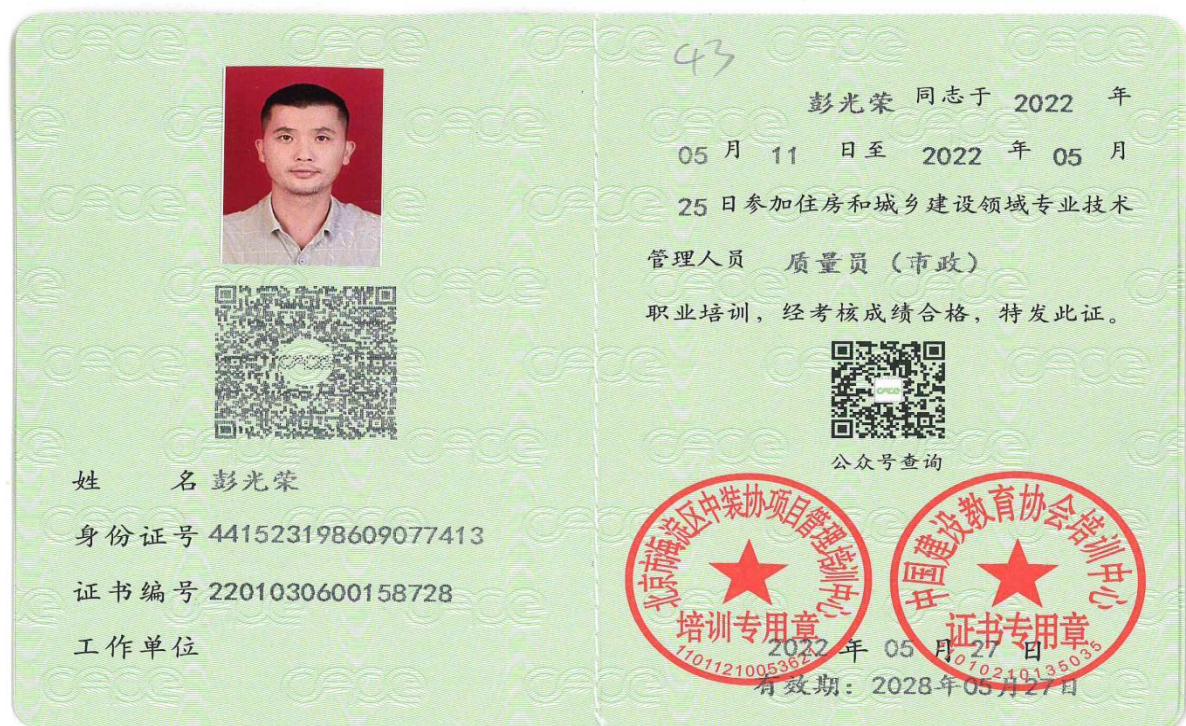 姓 名 彭光荣
身份证号 441523198609077413
证书编号 2201030600158728
工作单位
43
彭光荣 同志于 2022 年
05 月 11 日至 2022 年 05 月
25 日参加住房和城乡建设领域专业技术
管理人员 质量员（市政）
职业培训，经考核成绩合格，特发此证。
公众号查询
北京市海淀区中装协项目管理培训中心
培训专用章
中国建设教育协会培训中心
证书专用章
11010210135035
2022 年 05 月 27 日
有效期：2028年05月27日